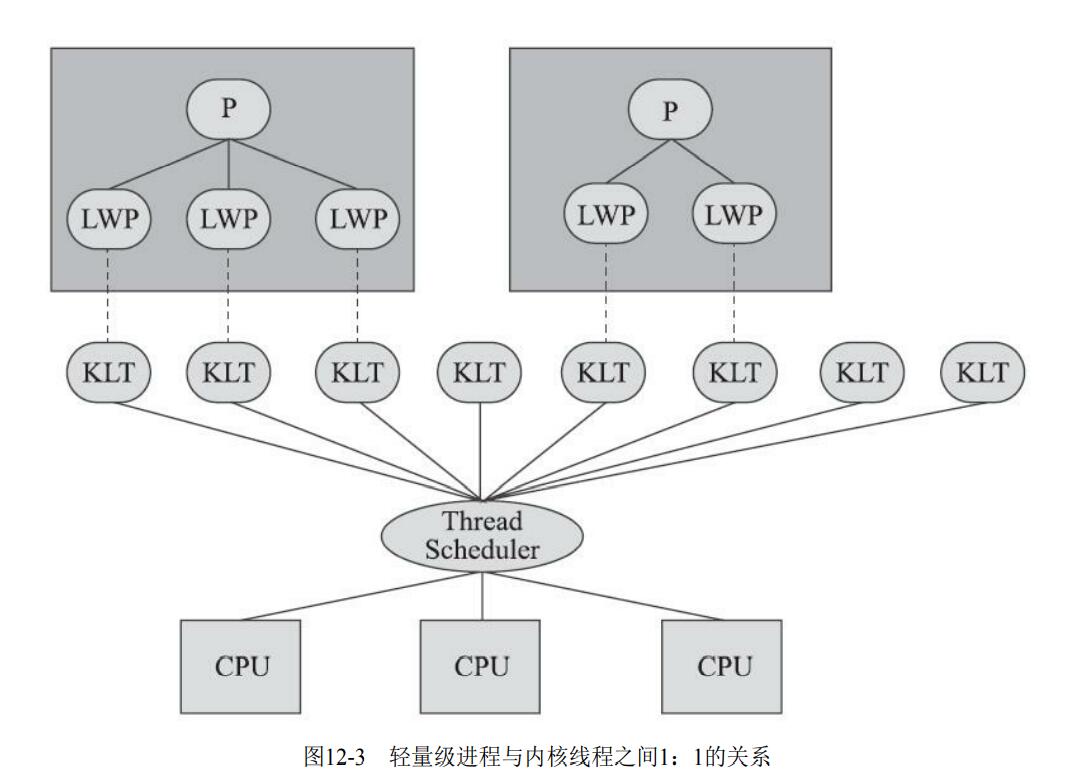 P
P
LWP LWP LWP
LWP LWP
KLT KLT KLT KLT KLT KLT KLT KLT
Thread
Scheduler
CPU CPU CPU
图12-3 轻量级进程与内核线程之间1：1的关系